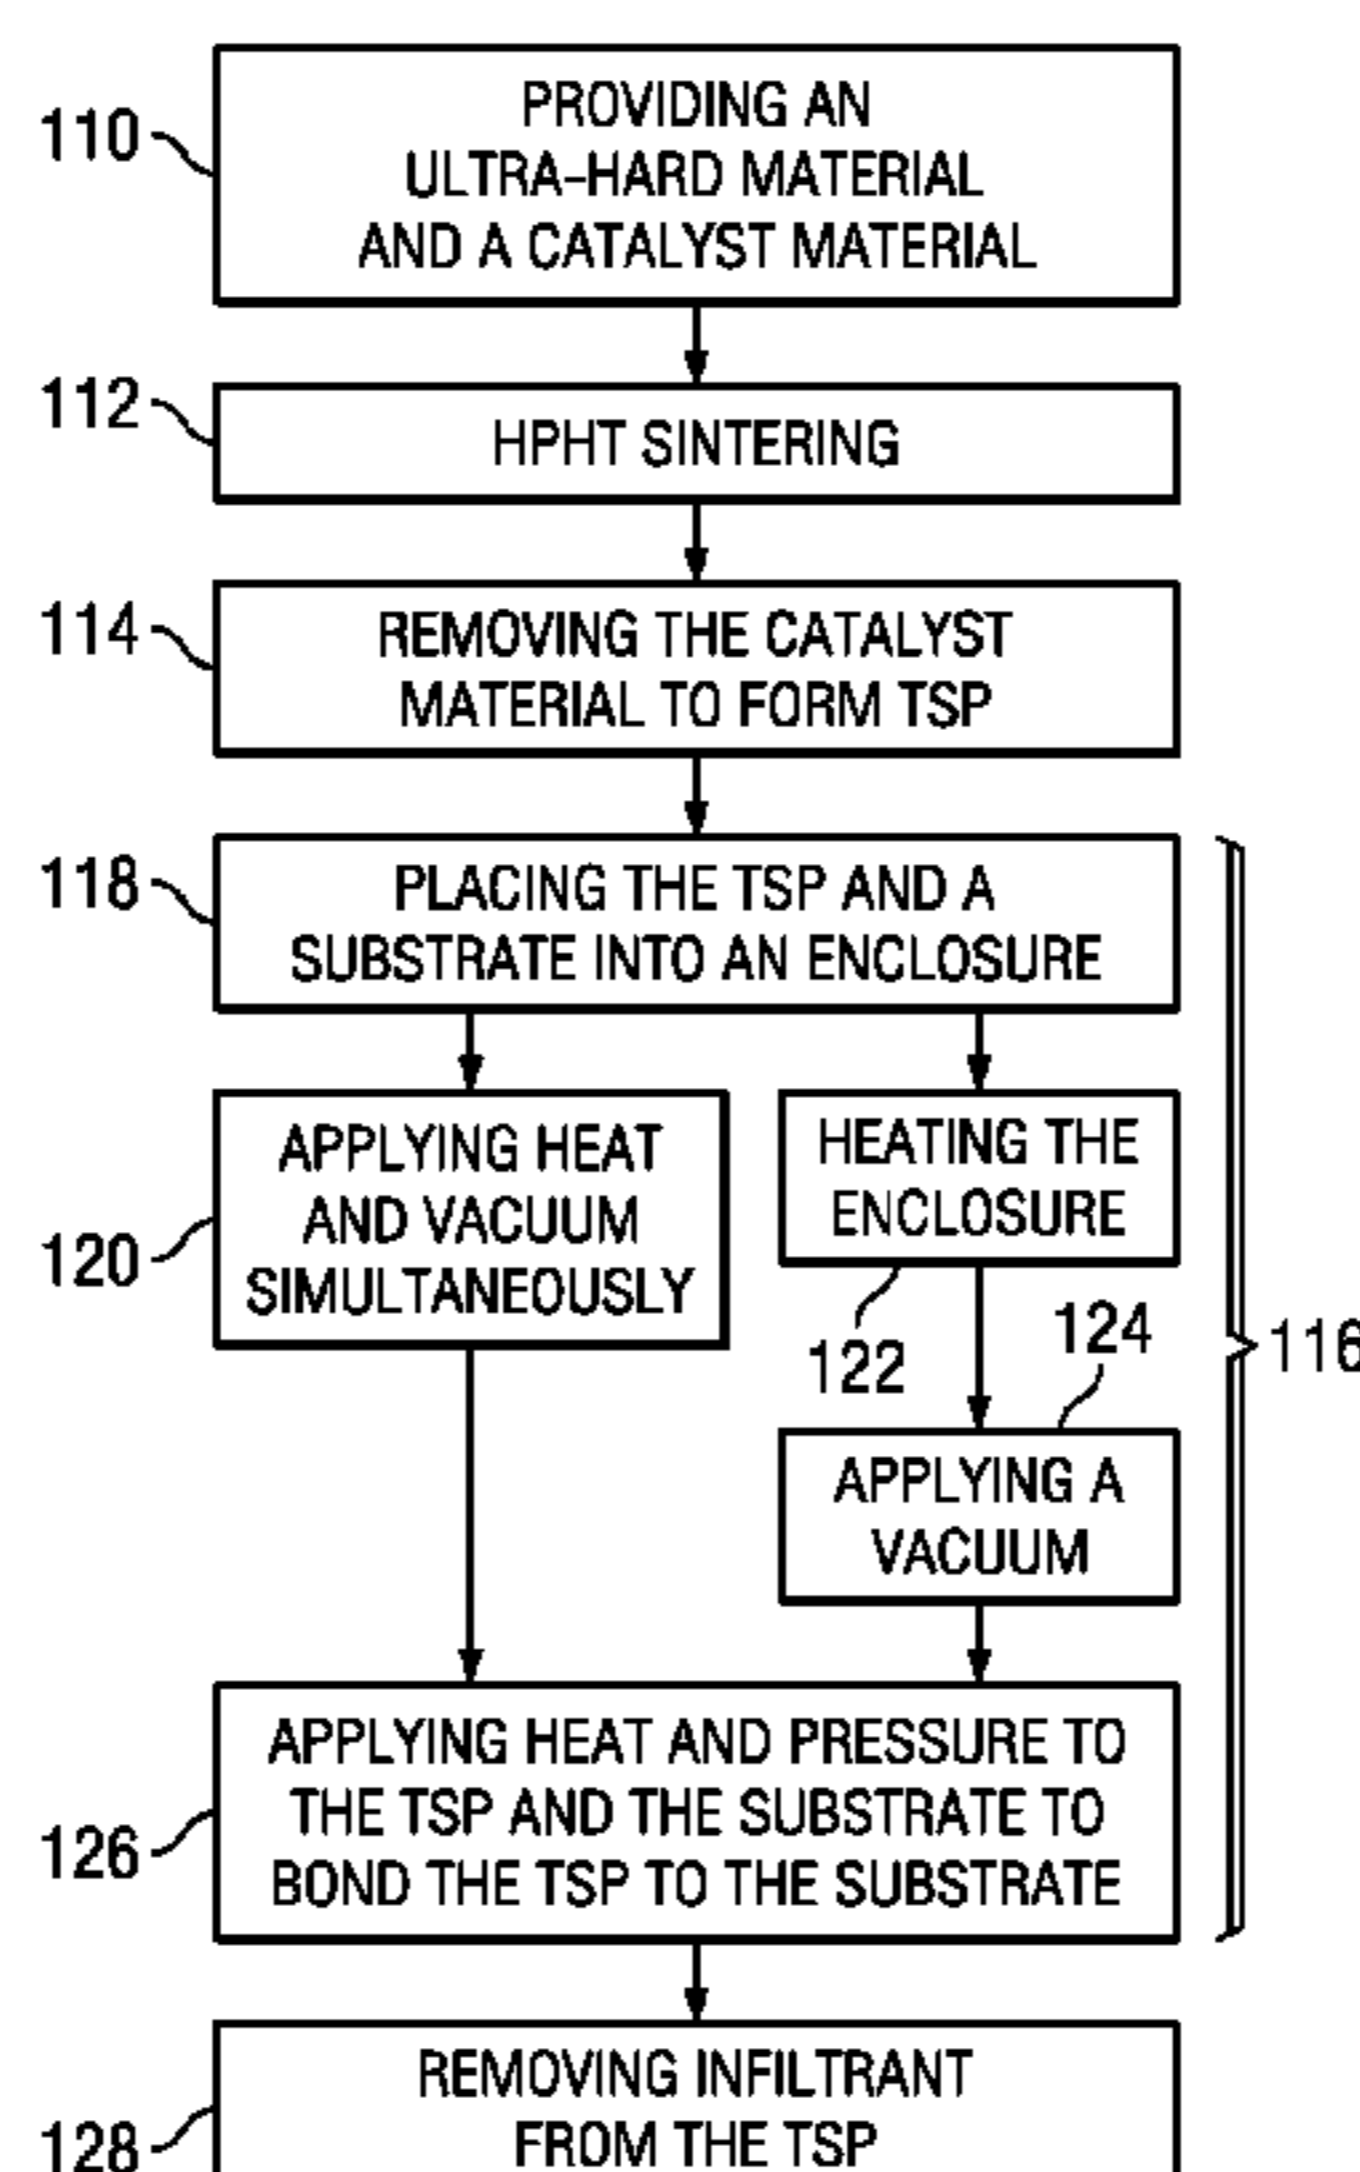 110
PROVIDING AN
ULTRA-HARD MATERIAL
AND A CATALYST MATERIAL
112
HPHT SINTERING
114
REMOVING THE CATALYST
MATERIAL TO FORM TSP
118
PLACING THE TSP AND A
SUBSTRATE INTO AN ENCLOSURE
120
APPLYING HEAT
AND VACUUM
SIMULTANEOUSLY
HEATING THE
ENCLOSURE
122
124
116
APPLYING A
VACUUM
126
APPLYING HEAT AND PRESSURE TO
THE TSP AND THE SUBSTRATE TO
BOND THE TSP TO THE SUBSTRATE
128
REMOVING INFILTRANT
FROM THE TSP